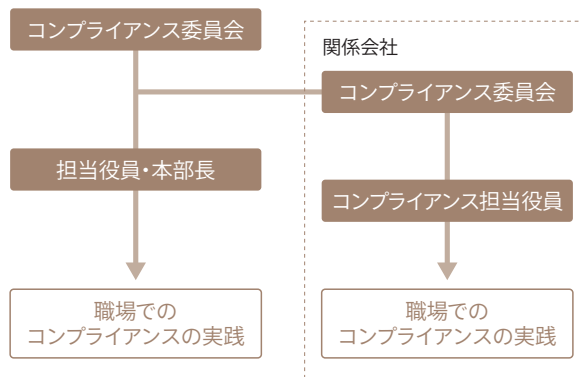 コンプライアンス委員会
関係会社
コンプライアンス委員会
担当役員・本部長
コンプライアンス担当役員
職場での
コンプライアンスの実践
職場での
コンプライアンスの実践